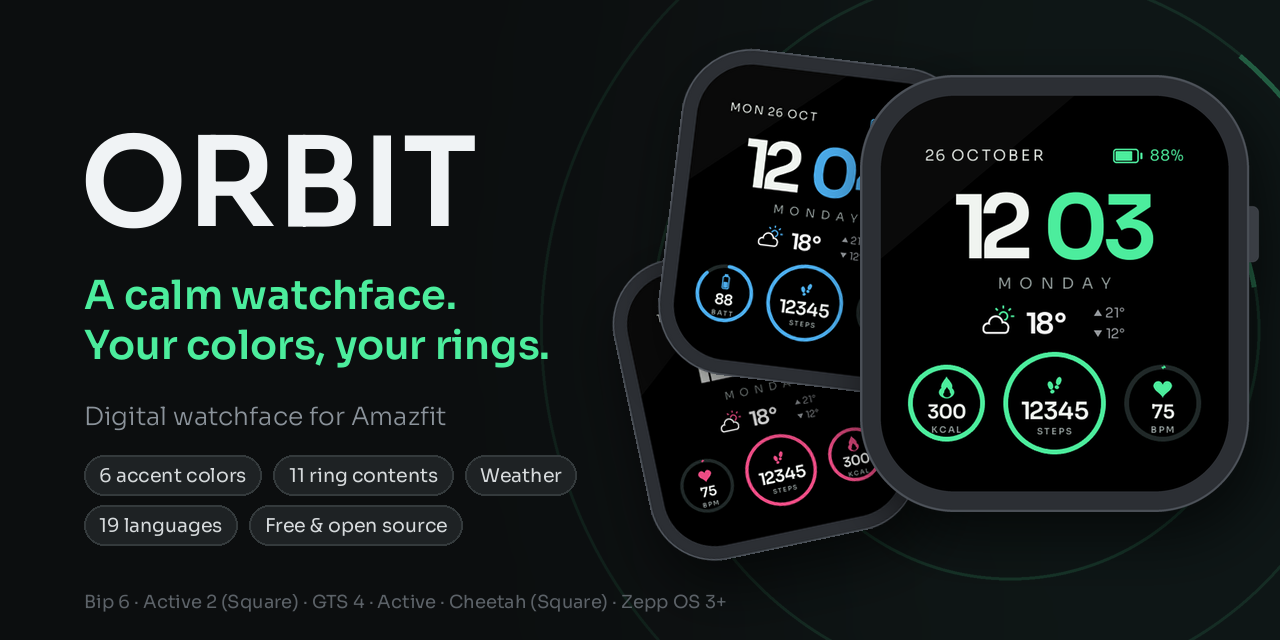 ORBIT
A calm watchface.
Your colors, your rings.
Digital watchface for Amazfit
6 accent colors
11 ring contents
Weather
19 languages
Free & open source
Bip 6 · Active 2 (Square) · GTS 4 · Active · Cheetah (Square) · Zepp OS 3+
MON 26 OCT
12
MONDAY
18°
88
BATT
12345
STEPS
MONDA
18°
21°
12°
75
BPM
12345
STEPS
300
26 OCTOBER
88%
12 03
MONDAY
18°
21°
12°
300
KCAL
12345
STEPS
75
BPM